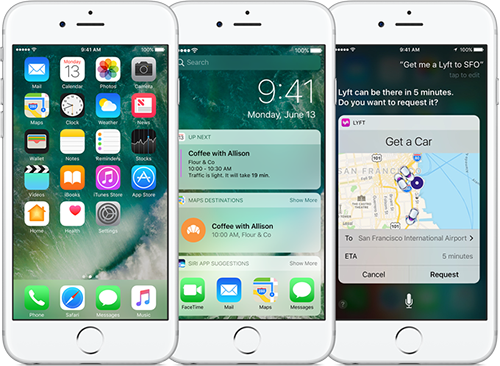 9:41 AM 100%
Monday
13
Mail Calendar Photos Camera
Maps Weather Clock News
Wallet Notes Reminders Stocks
Videos iBooks iTunes Store App Store
Home Health Settings
Phone Safari Messages Music
9:41 AM 100%
Search
9:41
Monday, June 13
UP NEXT
Coffee with Allison
Flour & Co
10:00 - 10:30 AM
Traffic is light, it will take 19 min.
MAPS DESTINATIONS Show More
Coffee with Allison
10:00 AM, Flour & Co
SIRI APP SUGGESTIONS Show More
FaceTime Mail Maps Messages
9:41 AM 100%
“Get me a Lyft to SFO”
tap to edit
Lyft can be there in 5 minutes.
Do you want to request it?
LYFT
Get a Car
101
SAN FRANCISCO
101
To San Francisco International Airport
ETA 5 minutes
Cancel Request